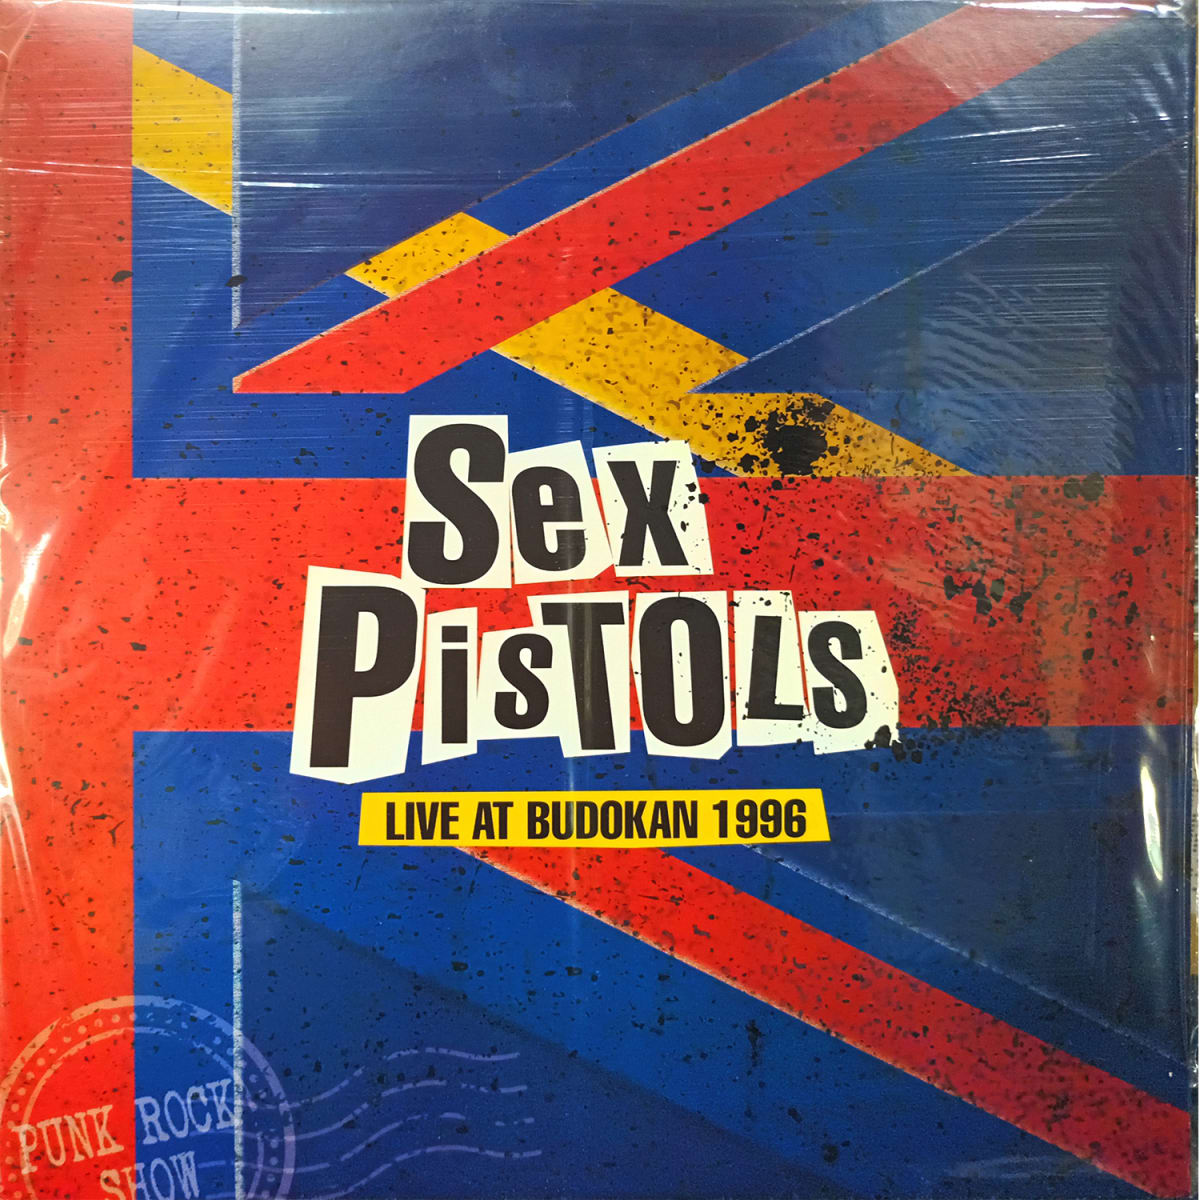 Sex
PisTOLS
LIVE AT BUDOKAN 1996
PUNK ROCK
SHOW